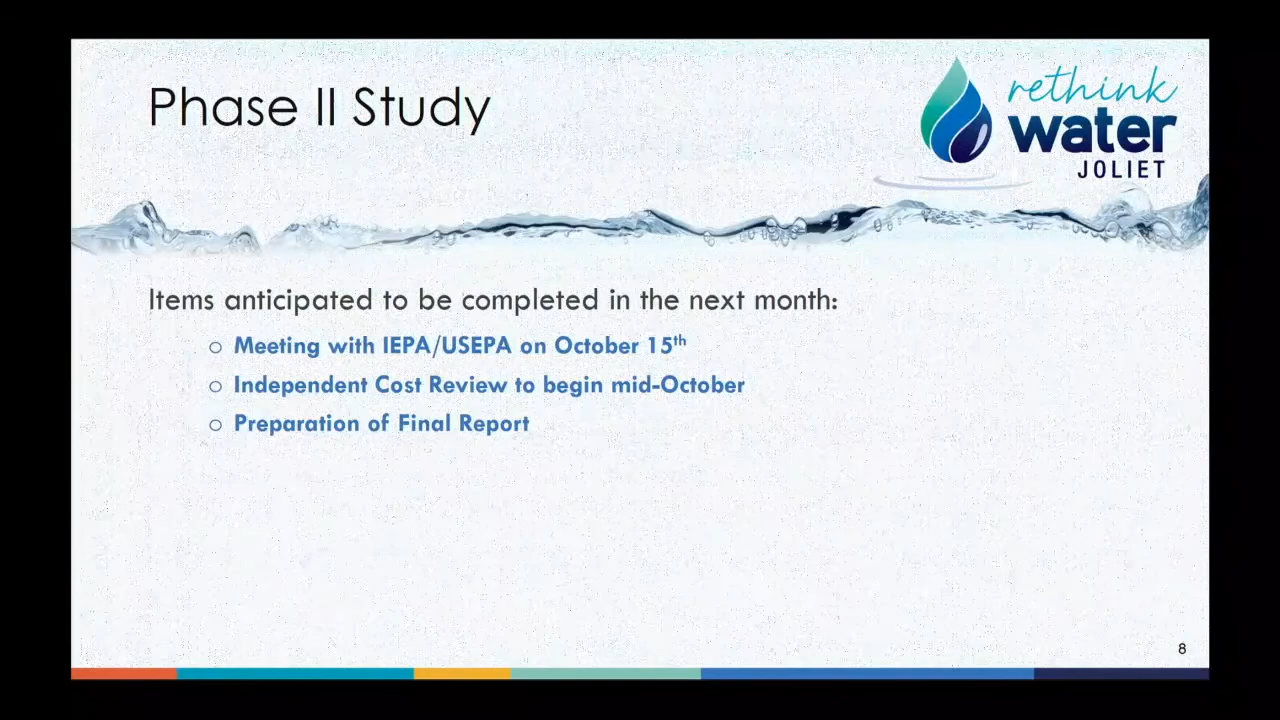 Phase II Study
rethink
water
JOLIET
Items anticipated to be completed in the next month:
○ Meeting with IEPA/USEPA on October 15th
○ Independent Cost Review to begin mid-October
○ Preparation of Final Report
8